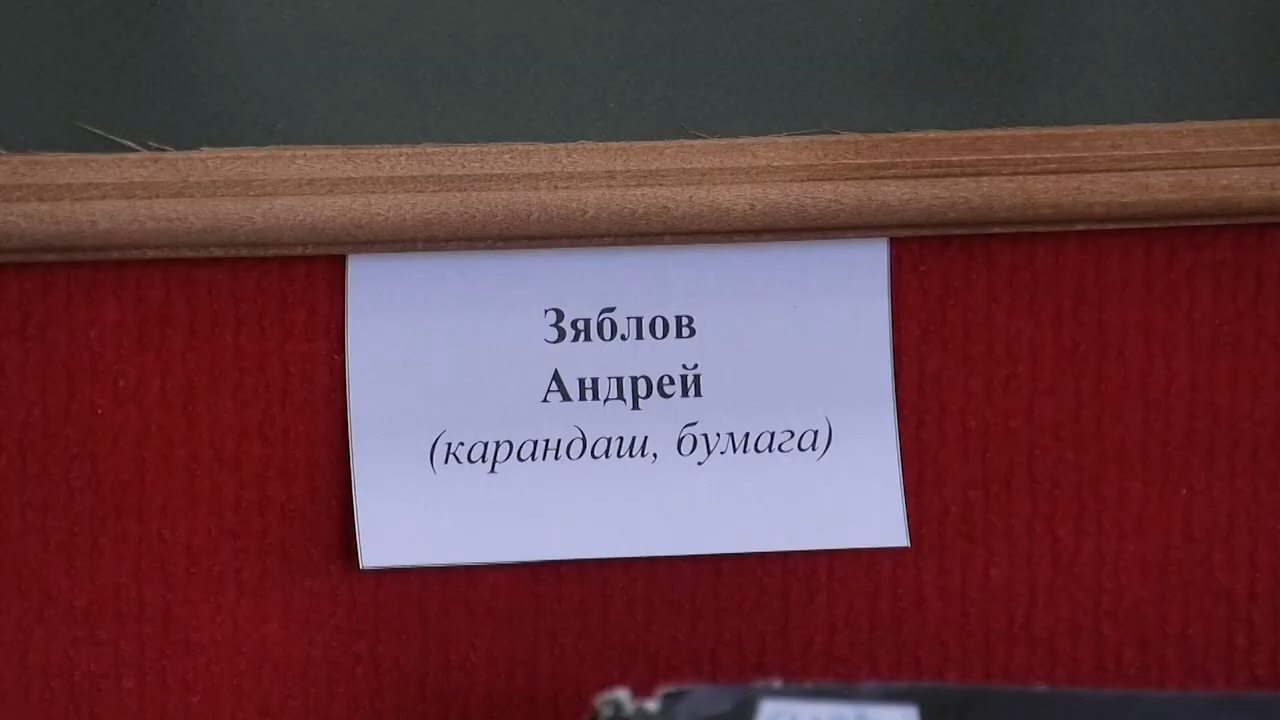 Зяблов
Андрей
(карандаш, бумага)